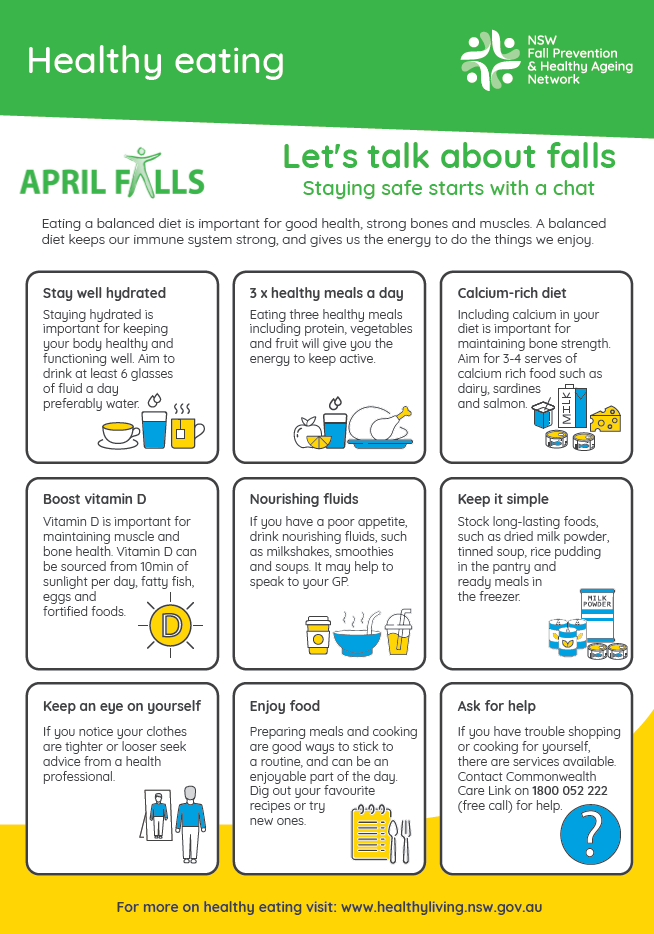 Healthy eating
NSW
Fall Prevention
& Healthy Ageing
Network
APRIL FALLS
Let's talk about falls
Staying safe starts with a chat
Eating a balanced diet is important for good health, strong bones and muscles. A balanced
diet keeps our immune system strong, and gives us the energy to do the things we enjoy.
Stay well hydrated
Staying hydrated is
important for keeping
your body healthy and
functioning well. Aim to
drink at least 6 glasses
of fluid a day
preferably water.
3 x healthy meals a day
Eating three healthy meals
including protein, vegetables
and fruit will give you the
energy to keep active.
Calcium-rich diet
Including calcium in your
diet is important for
maintaining bone strength.
Aim for 3-4 serves of
calcium rich food such as
dairy, sardines
and salmon.
MILK
Boost vitamin D
Vitamin D is important for
maintaining muscle and
bone health. Vitamin D can
be sourced from 10min of
sunlight per day, fatty fish,
eggs and
fortified foods.
D
Nourishing fluids
If you have a poor appetite,
drink nourishing fluids, such
as milkshakes, smoothies
and soups. It may help to
speak to your GP.
Keep it simple
Stock long-lasting foods,
such as dried milk powder,
tinned soup, rice pudding
in the pantry and
ready meals in
the freezer.
MILK
POWDER
Keep an eye on yourself
If you notice your clothes
are tighter or looser seek
advice from a health
professional.
Enjoy food
Preparing meals and cooking
are good ways to stick to
a routine, and can be an
enjoyable part of the day.
Dig out your favourite
recipes or try
new ones.
Ask for help
If you have trouble shopping
or cooking for yourself,
there are services available.
Contact Commonwealth
Care Link on 1800 052 222
(free call) for help.
?
For more on healthy eating visit: www.healthyliving.nsw.gov.au